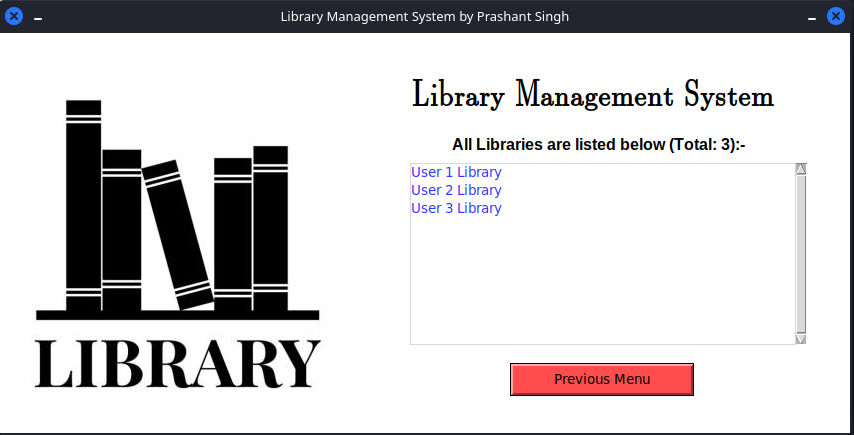 Library Management System by Prashant Singh
Library Management System
All Libraries are listed below (Total: 3):-
User 1 Library
User 2 Library
User 3 Library
Previous Menu
LIBRARY